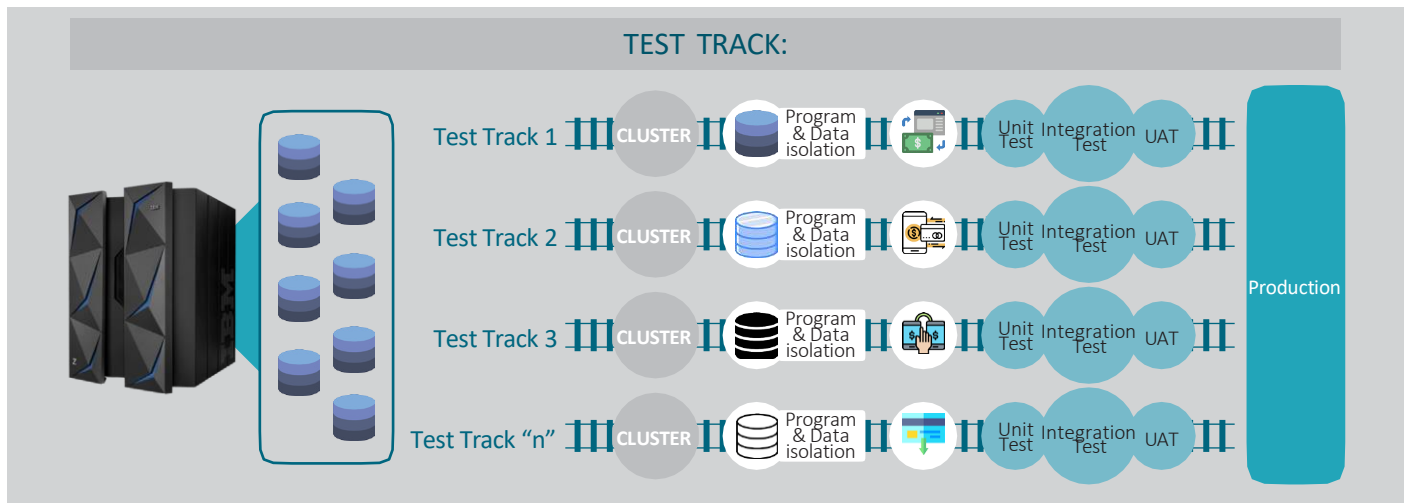 TEST TRACK:
Test Track 1
CLUSTER
Program
& Data
isolation
$
Unit
Test
Integration
Test
UAT
Test Track 2
CLUSTER
Program
& Data
isolation
$
Unit
Test
Integration
Test
UAT
Test Track 3
CLUSTER
Program
& Data
isolation
$
$
Unit
Test
Integration
Test
UAT
Test Track “n”
CLUSTER
Program
& Data
isolation
Unit
Test
Integration
Test
UAT
Production
IBM
Z